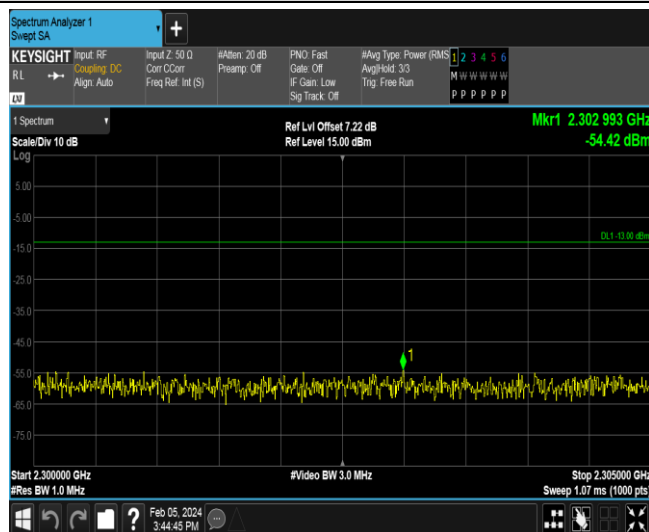 Spectrum Analyzer 1
Swept SA
KEYSIGHT
RL
LXI
Input: RF
Coupling: DC
Align: Auto
Input Z: 50 Ω
Corr CCorr
Freq Ref: Int (S)
#Atten: 20 dB
Preamp: Off
PNO: Fast
Gate: Off
IF Gain: Low
Sig Track: Off
#Avg Type: Power (RMS
Avg|Hold: 3/3
Trig: Free Run
1 2 3 4 5 6
M W W W W W
P P P P P P
1 Spectrum
Scale/Div 10 dB
Log
Ref Lvl Offset 7.22 dB
Ref Level 15.00 dBm
Mkr1 2.302 993 GHz
-54.42 dBm
5.00
-5.00
DL1 -13.00 dBm
-15.0
-25.0
-35.0
-45.0
1
-55.0
-65.0
-75.0
Start 2.300000 GHz
#Res BW 1.0 MHz
#Video BW 3.0 MHz
Stop 2.305000 GHz
Sweep 1.07 ms (1000 pts)
?
Feb 05, 2024
3:44:45 PM